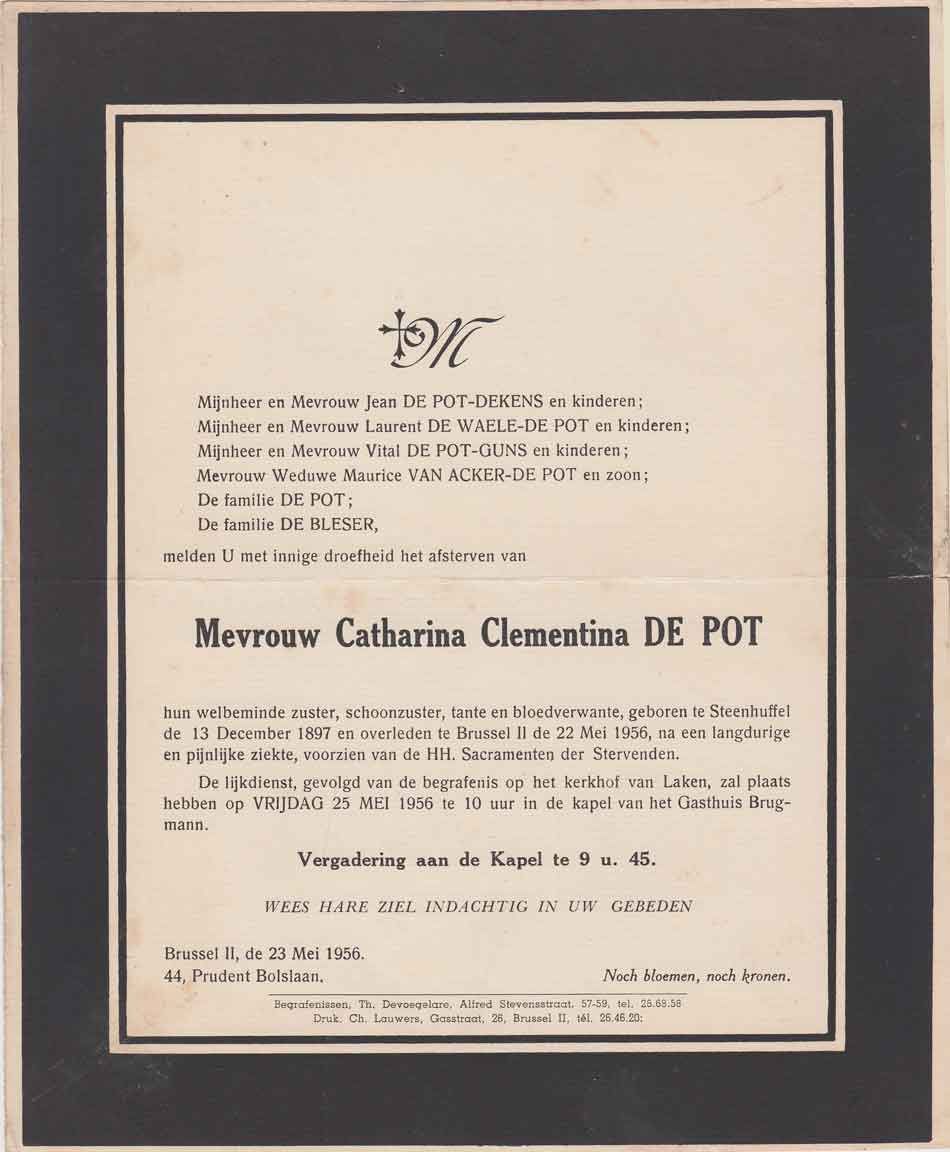 M
Mijnheer en Mevrouw Jean DE POT-DEKENS en kinderen;
Mijnheer en Mevrouw Laurent DE WAELE-DE POT en kinderen;
Mijnheer en Mevrouw Vital DE POT-GUNS en kinderen;
Mevrouw Weduwe Maurice VAN ACKER-DE POT en zoon;
De familie DE POT;
De familie DE BLESER,
melden U met innige droefheid het afsterven van
Mevrouw Catharina Clementina DE POT
hun welbeminde zuster, schoonzuster, tante en bloedverwante, geboren te Steenhuffel
de 13 December 1897 en overleden te Brussel II de 22 Mei 1956, na een langdurige
en pijnlijke ziekte, voorzien van de HH. Sacramenten der Stervenden.
De lijkdienst, gevolgd van de begrafenis op het kerkhof van Laken, zal plaats
hebben op VRIJDAG 25 MEI 1956 te 10 uur in de kapel van het Gasthuis Brug-
mann.
Vergadering aan de Kapel te 9 u. 45.
WEES HARE ZIEL INDACHTIG IN UW GEBEDEN
Brussel II, de 23 Mei 1956.
44, Prudent Bolslaan.
Noch bloemen, noch kronen.
Begrafenissen, Th. Devoegelare, Alfred Stevensstraat, 57-59, tel. 25.68.58
Druk. Ch. Lauwers, Gasstraat, 26, Brussel II, tél. 26.46.20: